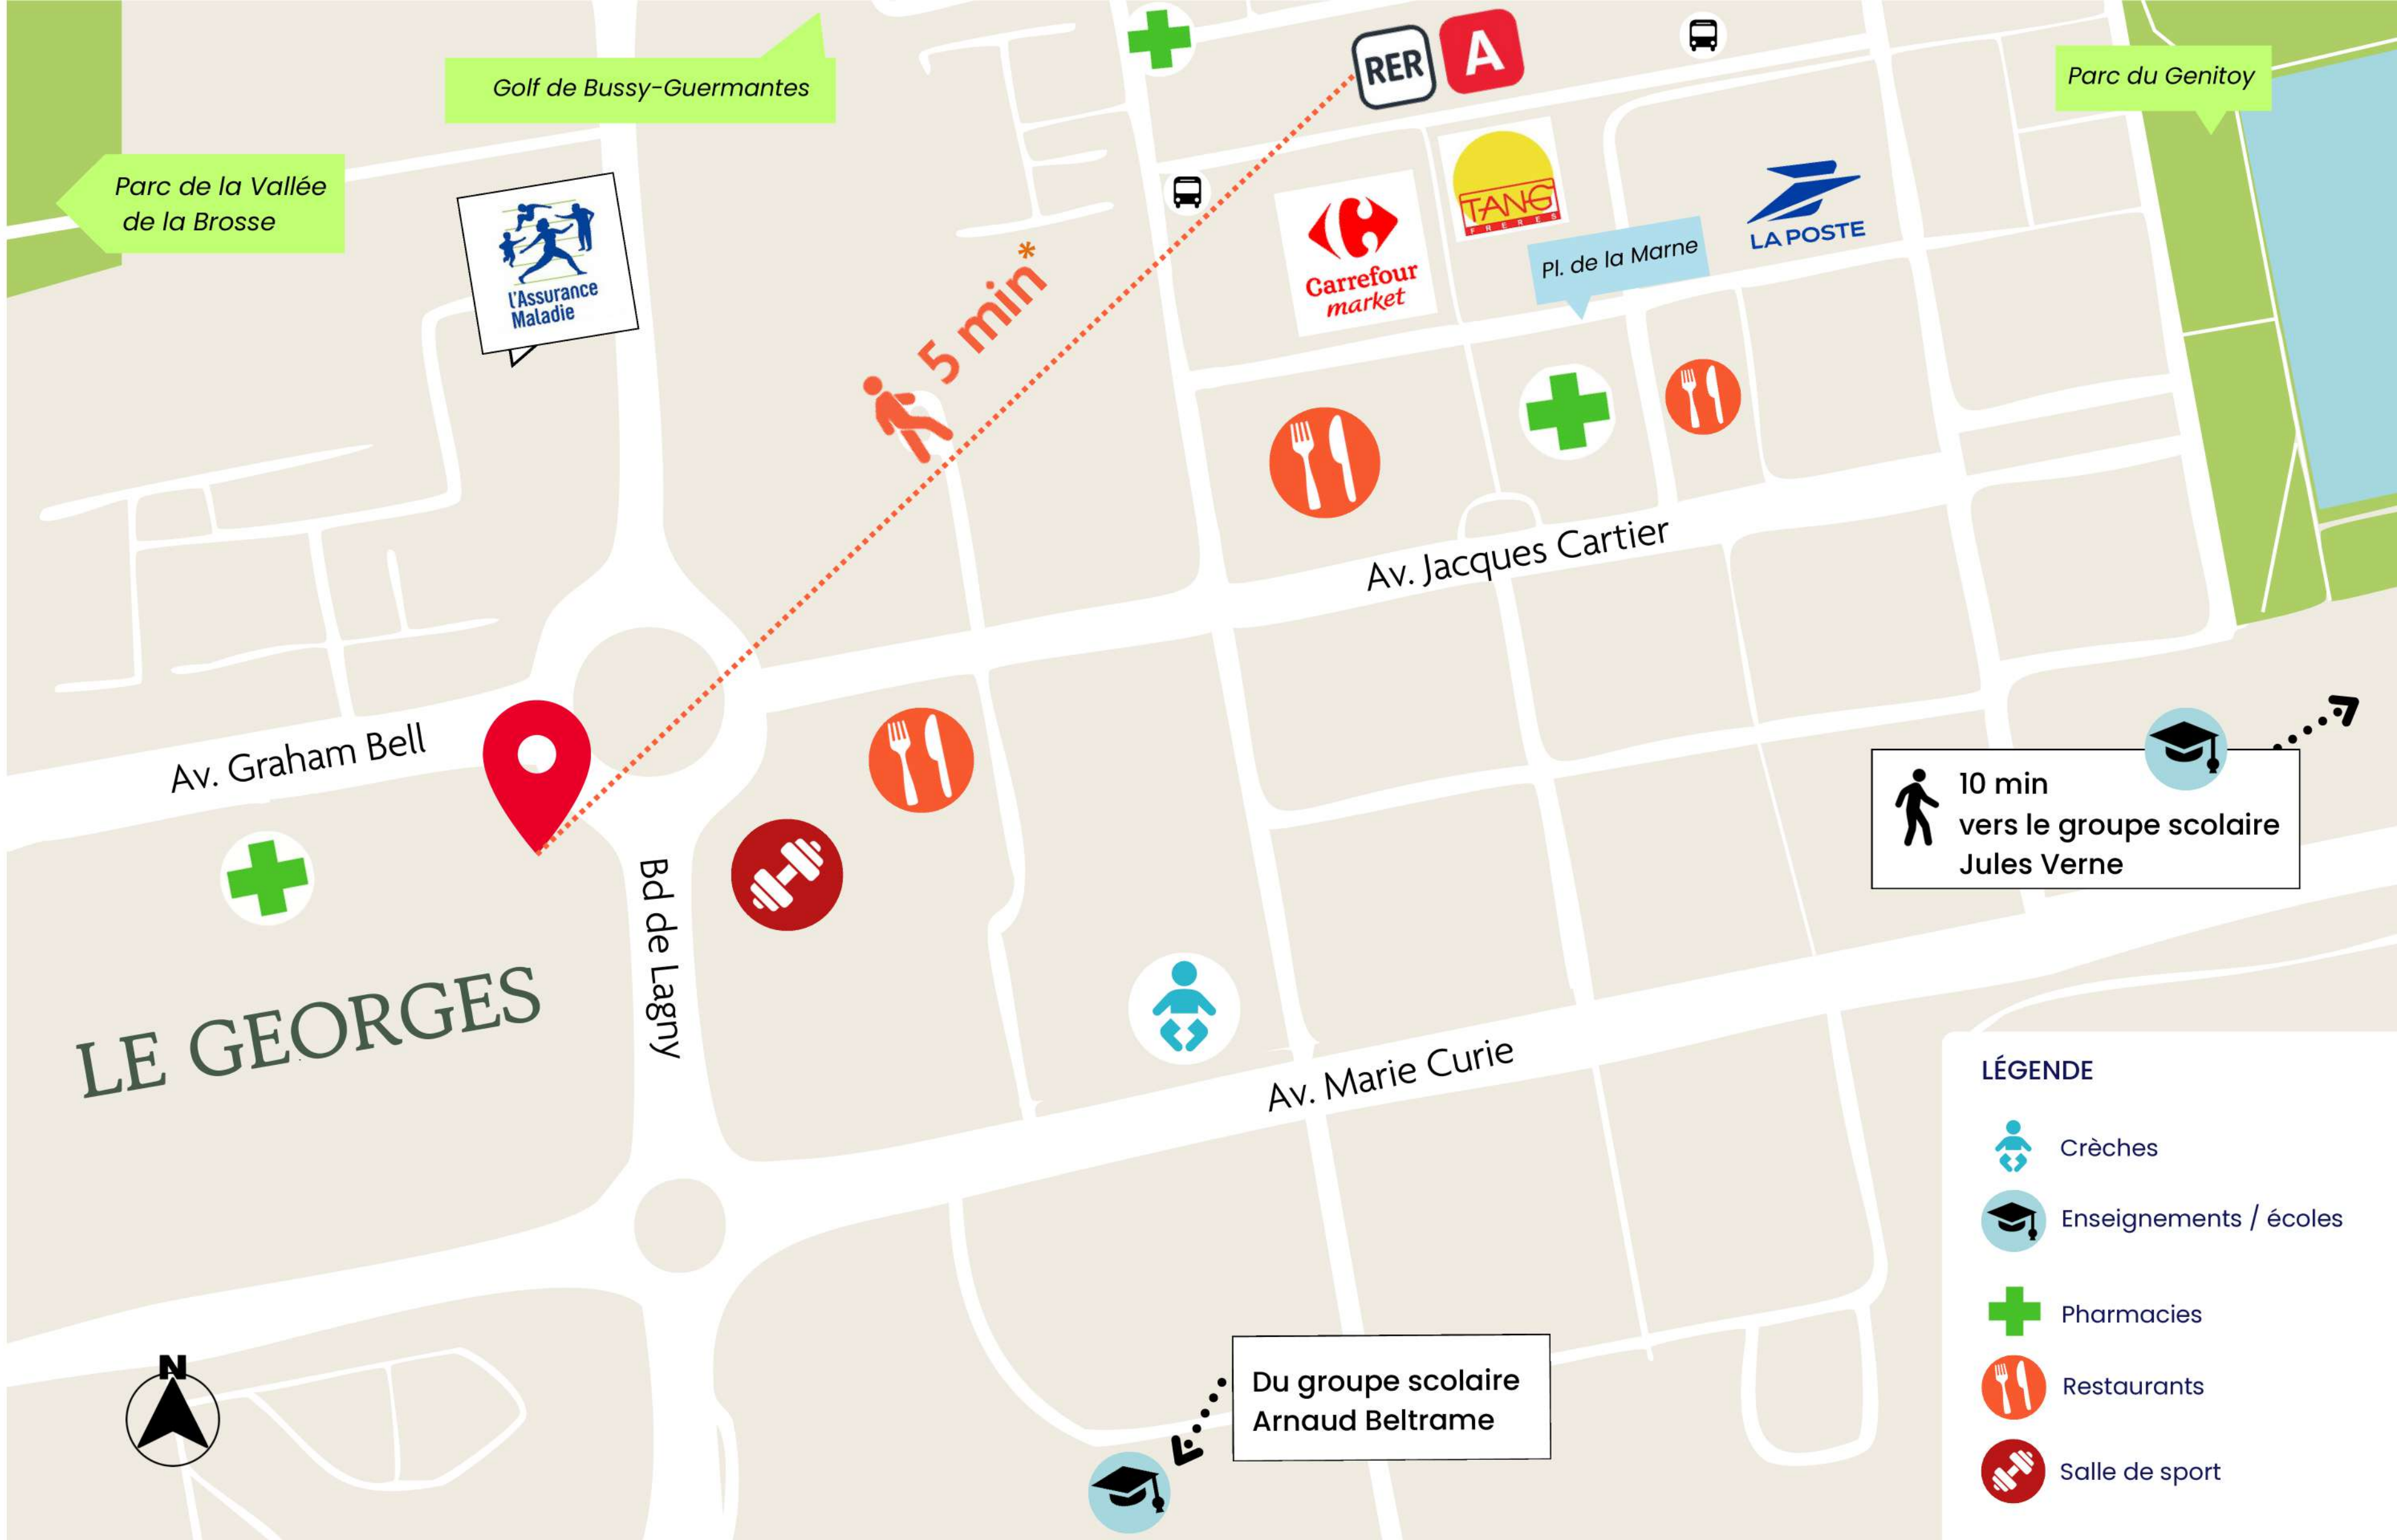 Golf de Bussy-Guermantes
RER
A
Parc du Genitoy
Parc de la Vallée
de la Brosse
TANG
FRERES
LA POSTE
Pl. de la Marne
Carrefour
market
l'Assurance
Maladie
5 min*
Av. Jacques Cartier
Av. Graham Bell
10 min
vers le groupe scolaire
Jules Verne
Bd de Lagny
LE GEORGES
Av. Marie Curie
Du groupe scolaire
Arnaud Beltrame
N
LÉGENDE
Crèches
Enseignements / écoles
Pharmacies
Restaurants
Salle de sport